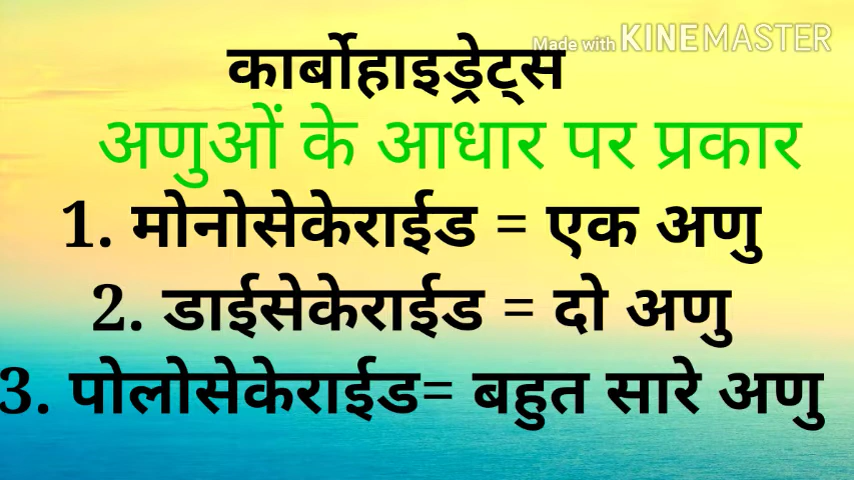 Made with KINEMASTER
कार्बोहाइड्रेट्स
अणुओं के आधार पर प्रकार
1. मोनोसेकेराईड = एक अणु
2. डाईसेकेराईड = दो अणु
3. पोलोसेकेराईड= बहुत सारे अणु